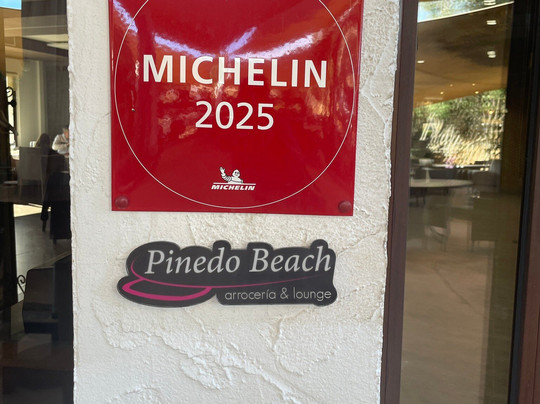 MICHELIN
2025
MICHELIN
Pinedo Beach
arrocería & lounge